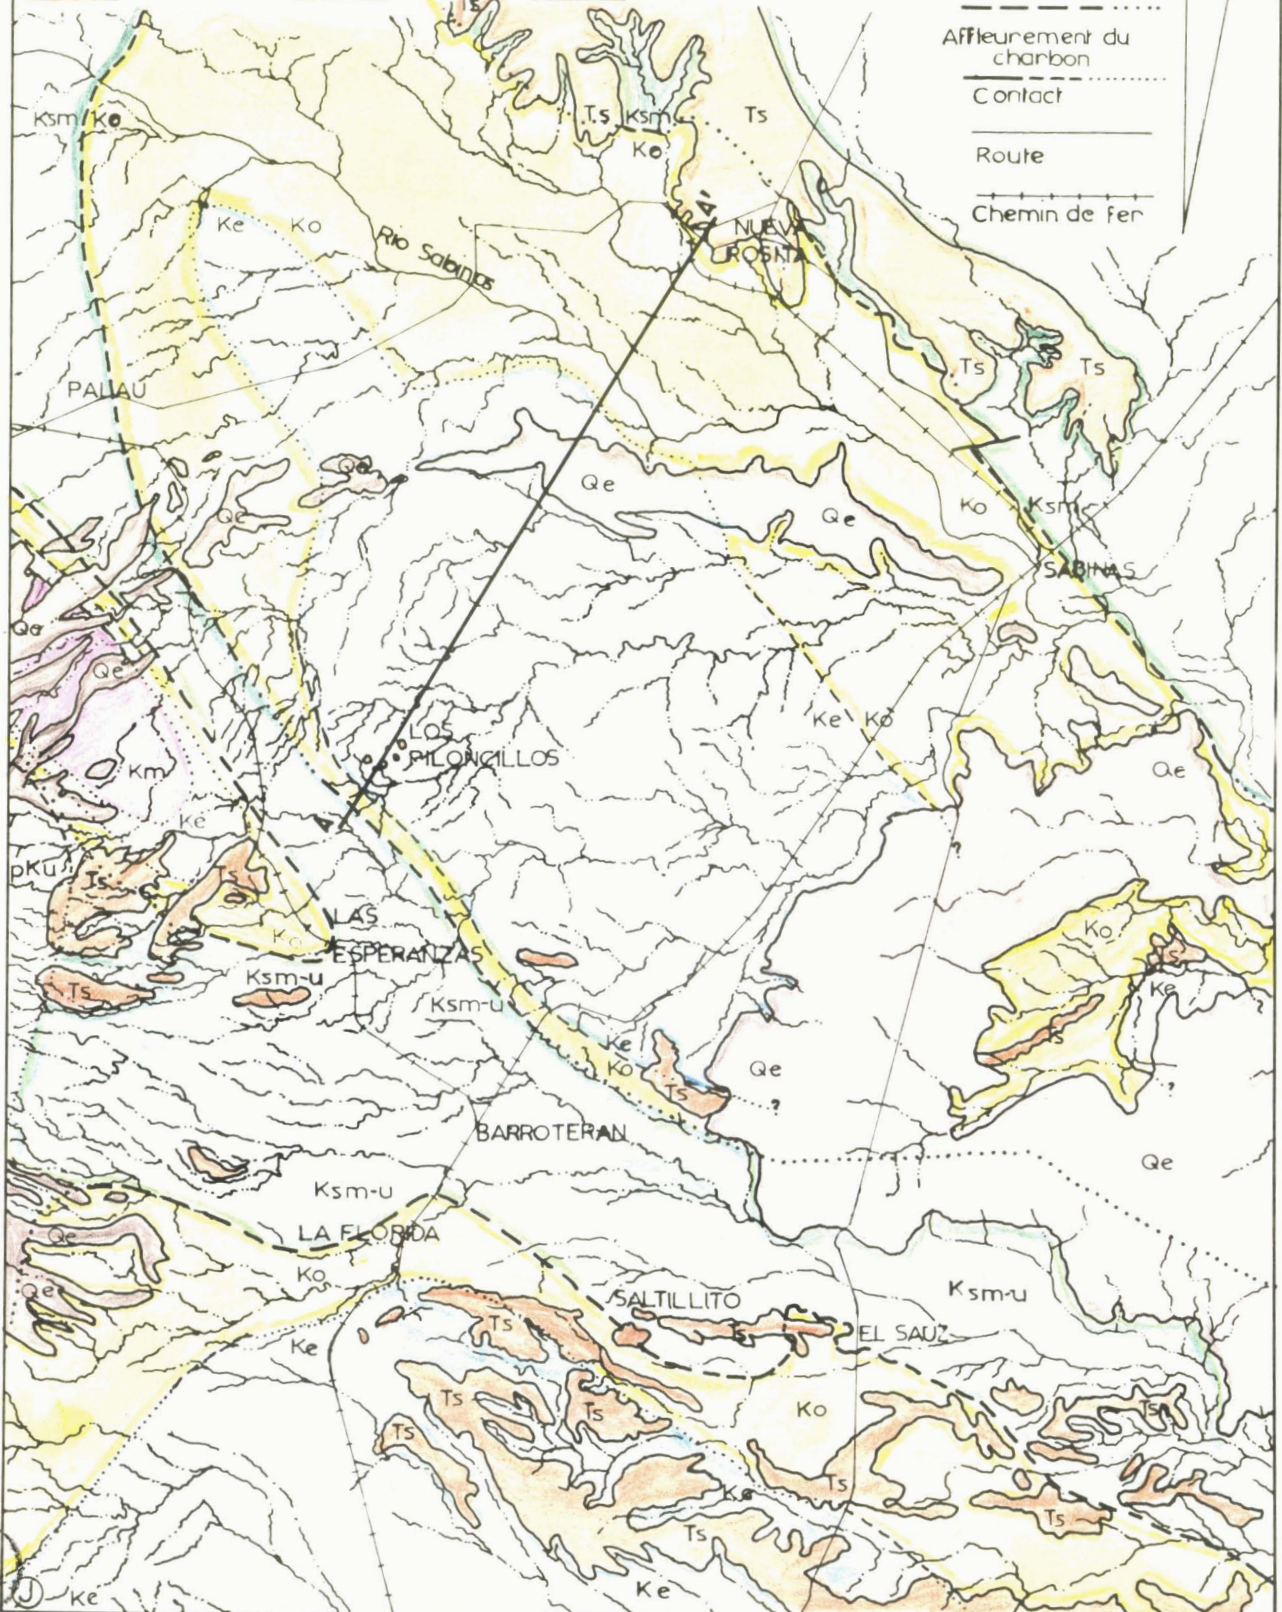 Ts
Affleurement du
charbon
Contact
Route
Chemin de fer
Ksm
Ko
Ts
Ksm
Ts
Ko
A'
NUEVA
ROSITA
Ke
Ko
Rio Sabinas
PALAU
Ts
Ts
Qe
Qe
Qe
Qe
Ko
Ksm
SABINAS
Qe
Qe
Ke
Ko
LOS
PILONCILLOS
Km
Qe
Ke
A
?
pKu
Ts
Ts
LAS
ESPERANZAS
Ko
Ko
Ts
Ke
Ts
Ksm-u
Ksm-u
?
Ke
Ko
Ts
Qe
Ts
?
?
BARROTERAN
Qe
Ksm-u
LA FLORIDA
Qe
Ko
Qe
Ksm-u
SALTILLITO
Ts
Ts
EL SAUZ
Ke
Ts
Ts
Ko
Ts
Ts
Ts
Ke
Ts
Ts
J
Ke
Ke